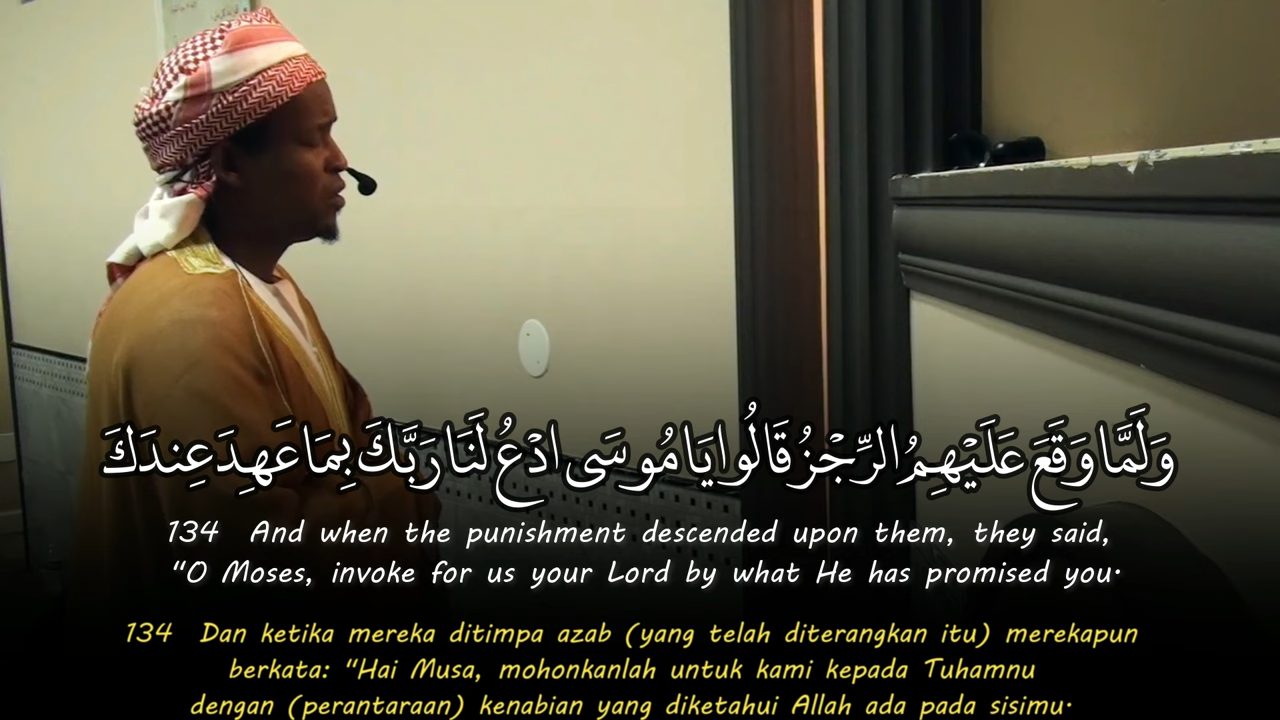 وَلَمَّا وَقَعَ عَلَيْهِمُ الرِّجْزُ قَالُوا يَا مُوسَى ادْعُ لَنَا رَبَّكَ بِمَا عَهِدَ عِندَكَ
134 And when the punishment descended upon them, they said,
“O Moses, invoke for us your Lord by what He has promised you.
134 Dan ketika mereka ditimpa azab (yang telah diterangkan itu) merekapun
berkata: “Hai Musa, mohonkanlah untuk kami kepada Tuhamnu
dengan (perantaraan) kenabian yang diketahui Allah ada pada sisimu.